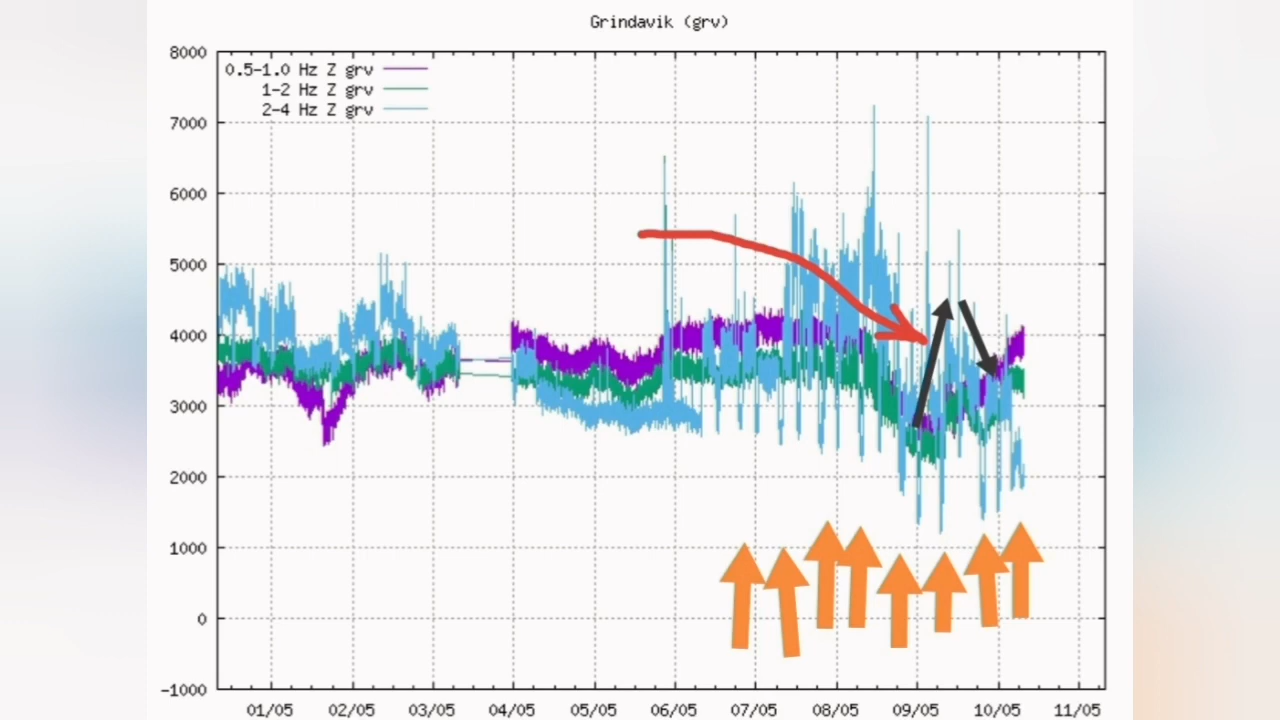 Grindavik (grv)
8000
0.5-1.0 Hz Z grv
1-2 Hz Z grv
2-4 Hz Z grv
7000
6000
5000
4000
3000
2000
1000
0
-1000
01/05 02/05 03/05 04/05 05/05 06/05 07/05 08/05 09/05 10/05 11/05